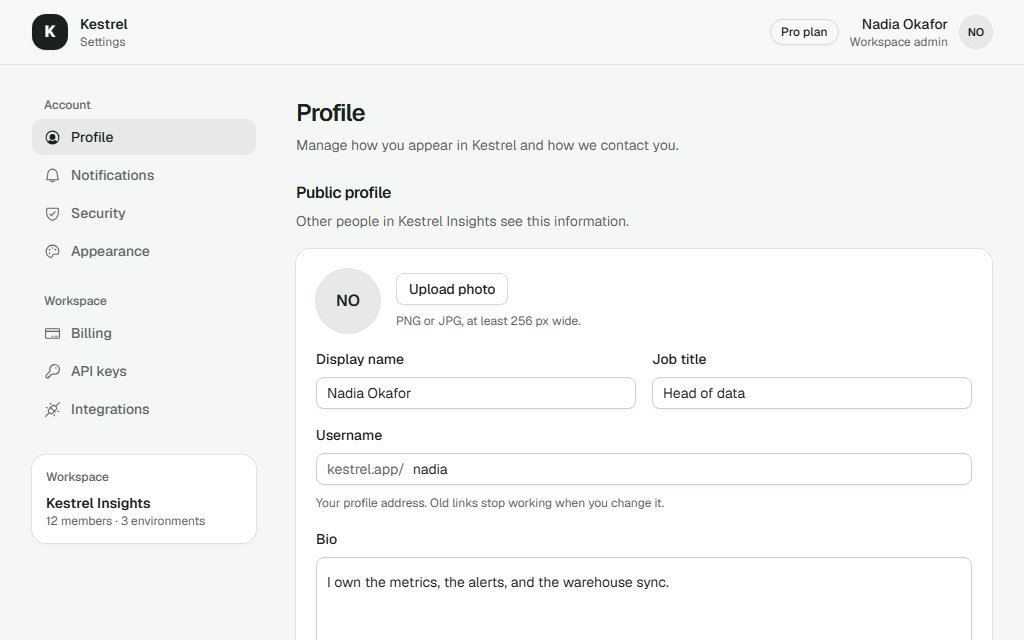 K
Kestrel
Settings
Pro plan
Nadia Okafor
Workspace admin
NO
Account
Profile
Notifications
Security
Appearance
Workspace
Billing
API keys
Integrations
Workspace
Kestrel Insights
12 members · 3 environments
Profile
Manage how you appear in Kestrel and how we contact you.
Public profile
Other people in Kestrel Insights see this information.
NO
Upload photo
PNG or JPG, at least 256 px wide.
Display name
Nadia Okafor
Job title
Head of data
Username
kestrel.app/ nadia
Your profile address. Old links stop working when you change it.
Bio
I own the metrics, the alerts, and the warehouse sync.